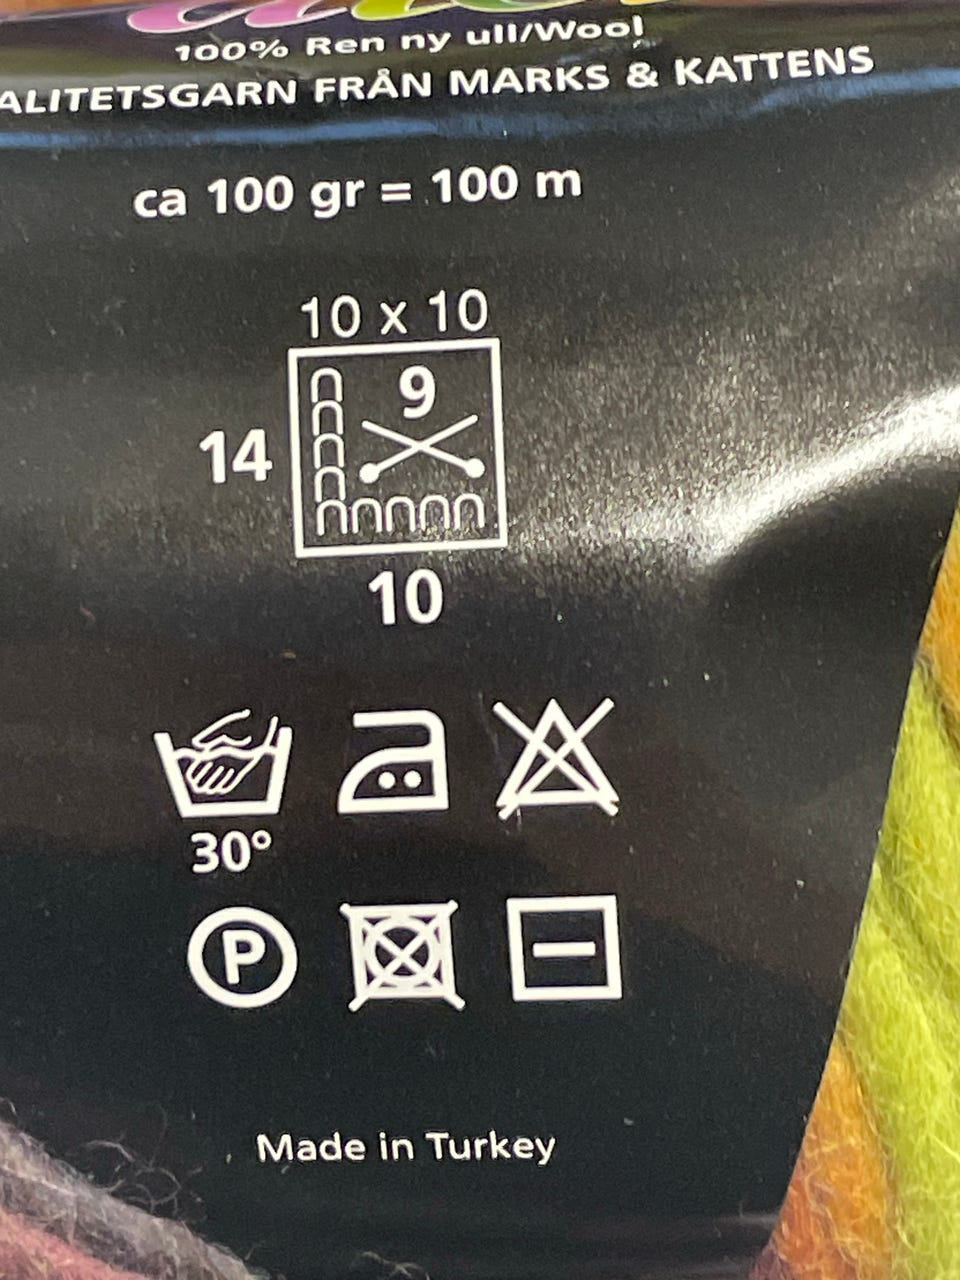 100% Ren ny ull/Wool
ALITETSGARN FRÅN MARKS & KATTENS
ca 100 gr = 100 m
10 x 10
9
14
10
30°
P
Made in Turkey